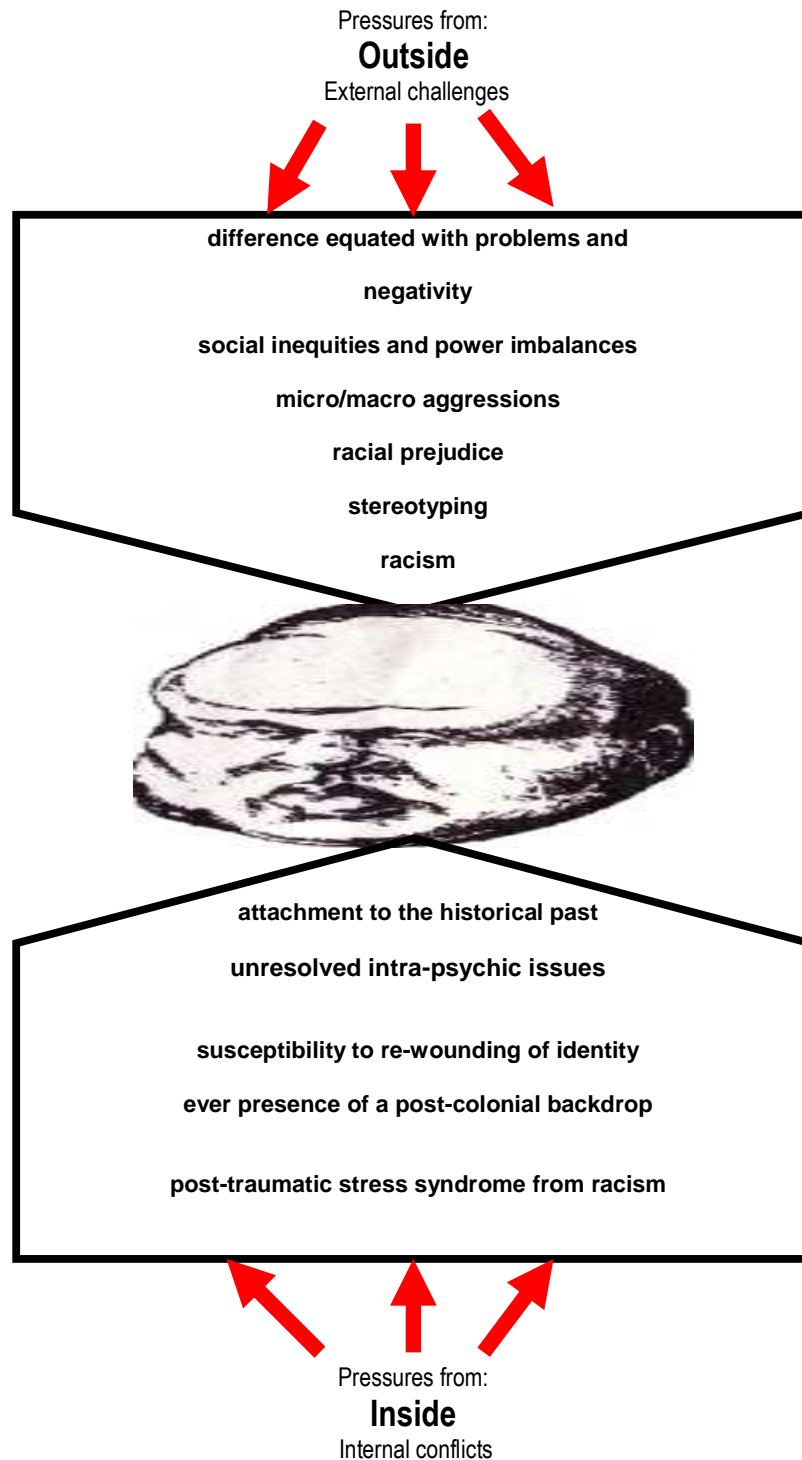 Pressures from:
Outside
External challenges
difference equated with problems and
negativity
social inequities and power imbalances
micro/macro aggressions
racial prejudice
stereotyping
racism
attachment to the historical past
unresolved intra-psychic issues
susceptibility to re-wounding of identity
ever presence of a post-colonial backdrop
post-traumatic stress syndrome from racism
Pressures from:
Inside
Internal conflicts